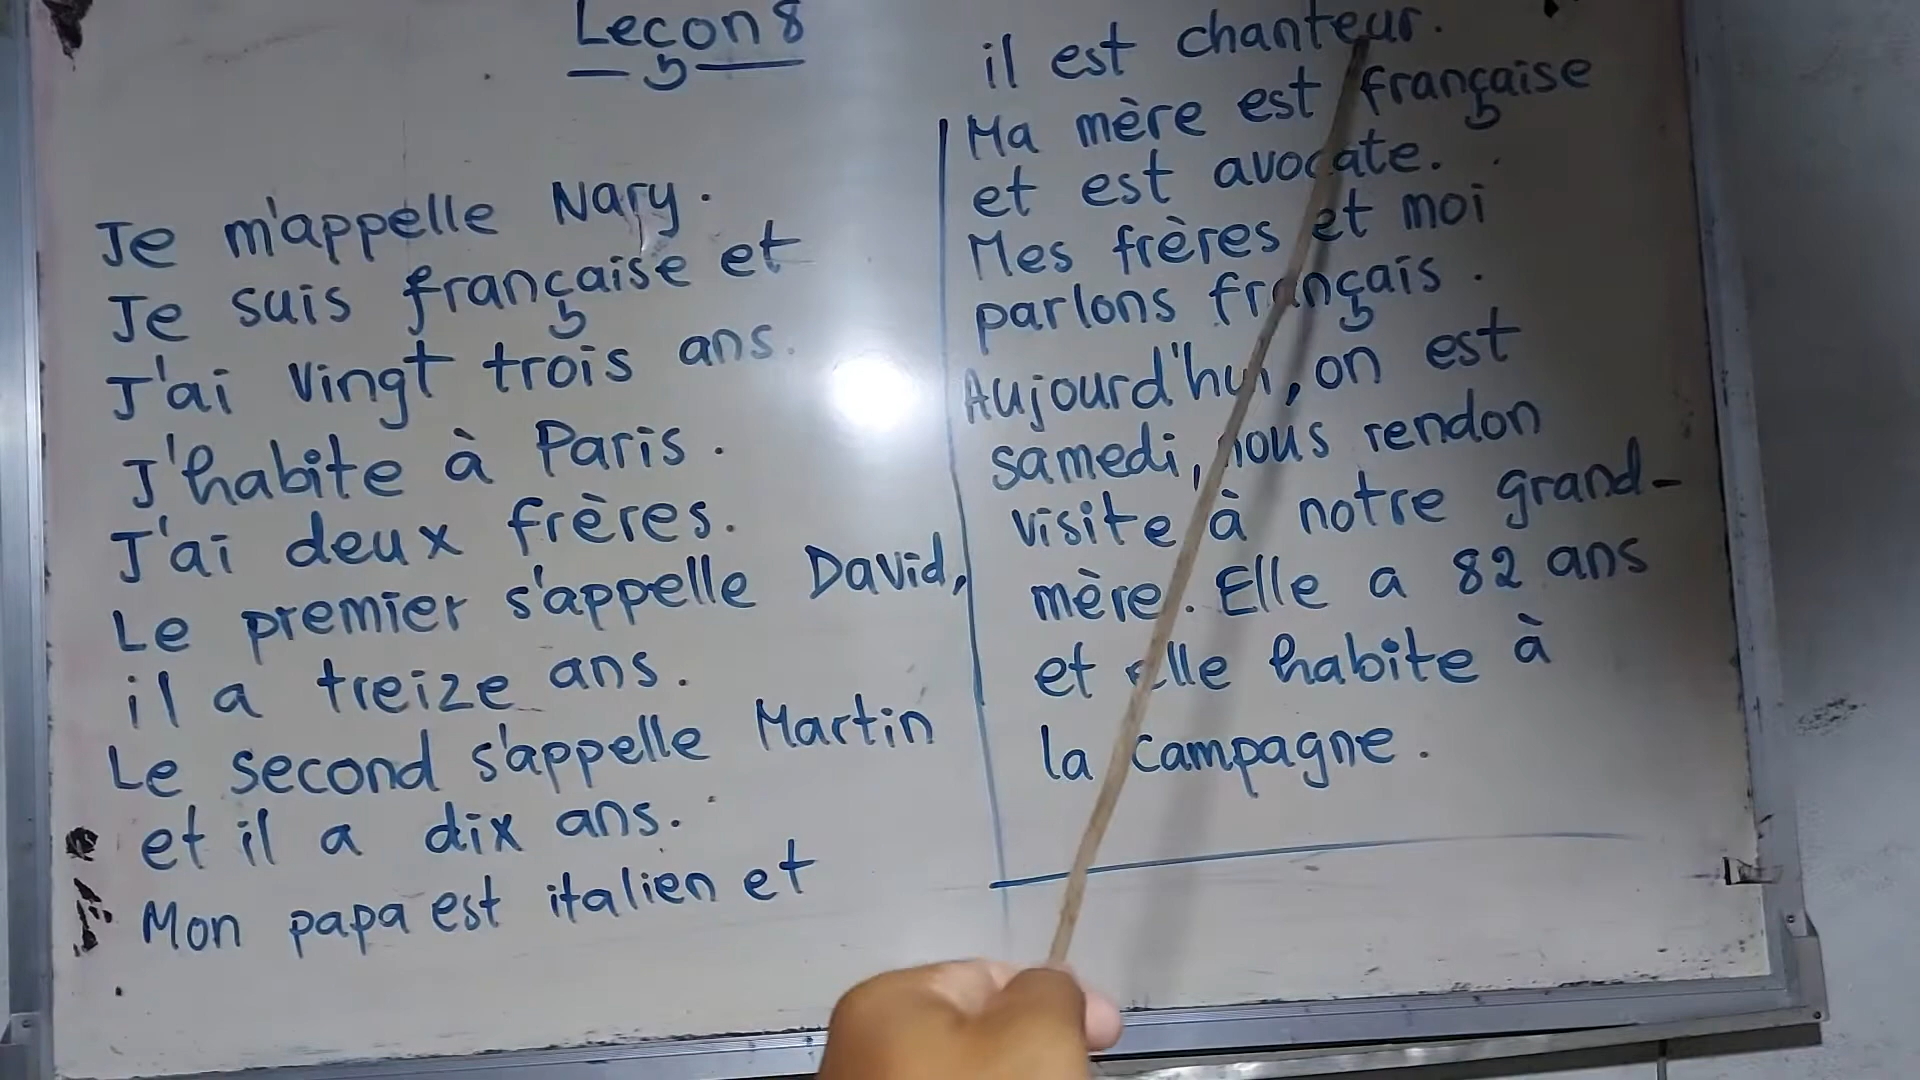 Leçon 8
Je m'appelle Nary.
Je suis française et
J'ai vingt trois ans.
J'habite à Paris.
J'ai deux frères.
Le premier s'appelle David,
il a treize ans.
Le second s'appelle Martin
et il a dix ans.
Mon papa est italien et
il est chanteur.
Ma mère est française
et est avocate.
Mes frères et moi
parlons français.
Aujourd'hui, on est
samedi, nous rendon
visite à notre grand-
mère. Elle a 82 ans
et elle habite à
la campagne.